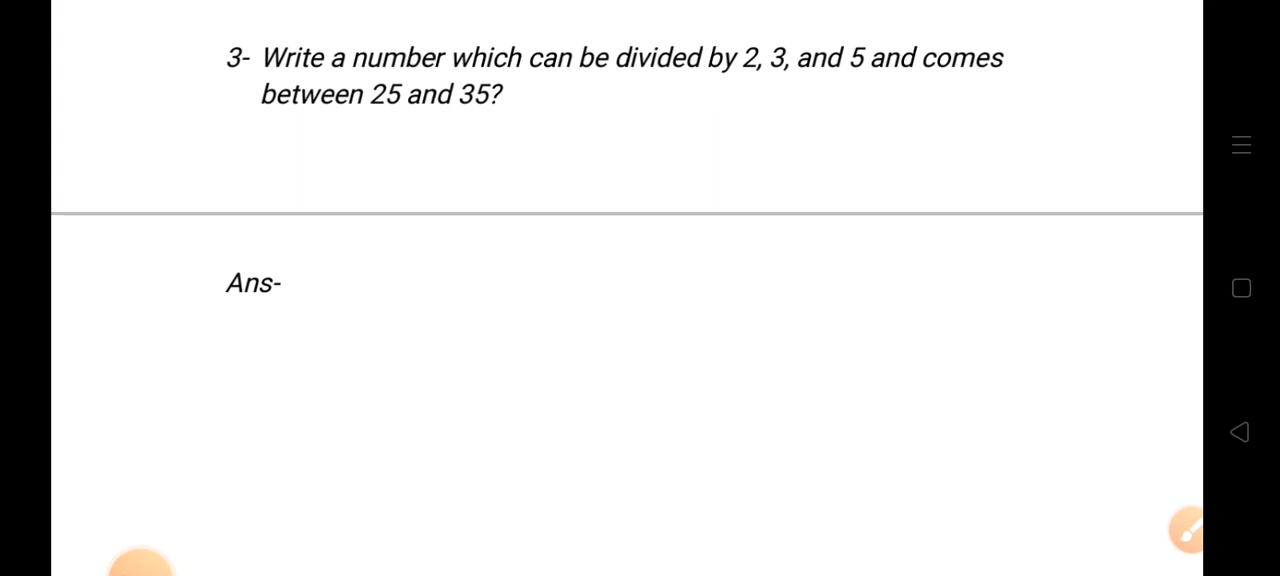 3- Write a number which can be divided by 2, 3, and 5 and comes
between 25 and 35?
Ans-